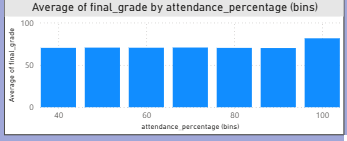 Average of final_grade by attendance_percentage (bins)
Average of final_grade
100
50
0
40
60
80
100
attendance_percentage (bins)